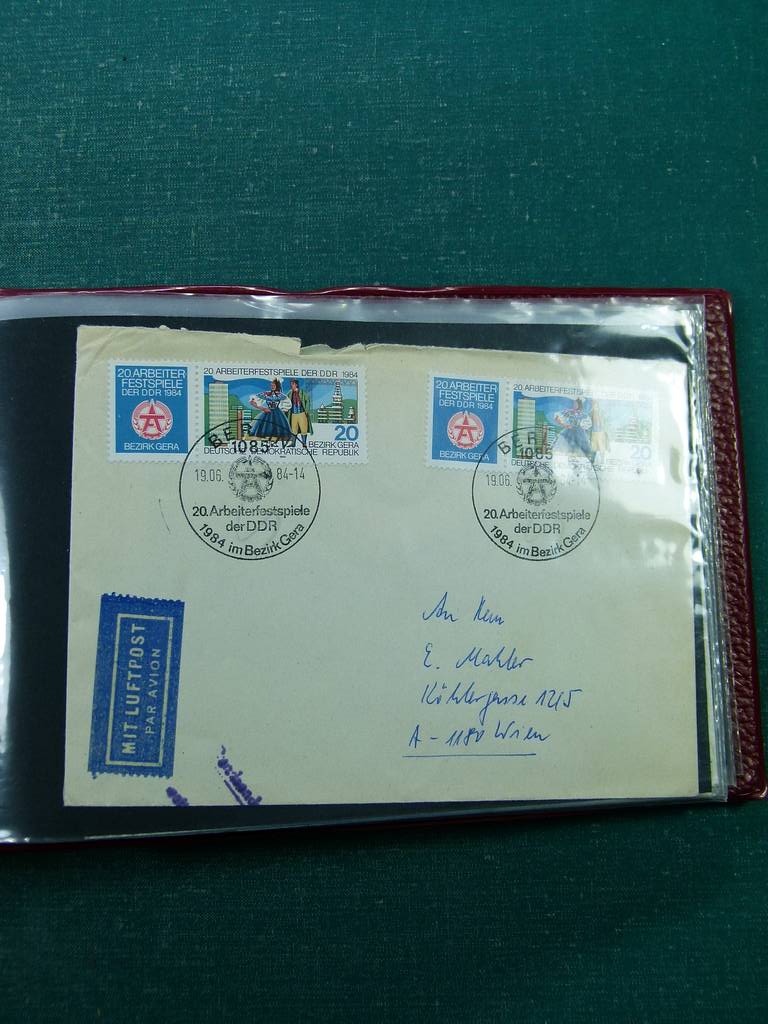 20. ARBEITER
FESTSPIELE
DER DDR 1984
BEZIRK GERA
20. ARBEITERFESTSPIELE DER DDR 1984
20
BEZIRK GERA
DEUTSCHE DEMOKRATISCHE REPUBLIK
1085
19.06. 84-14
20. Arbeiterfestspiele
der DDR
1984 im Bezirk Gera
20. ARBEITER
FESTSPIELE
DER DDR 1984
BEZIRK GERA
20
1085
19.06.
20. Arbeiterfestspiele
der DDR
1984 im Bezirk Gera
MIT LUFTPOST
PAR AVION
An Herrn
E. Mahler
Köhlergasse 12/5
A - 1180 Wien